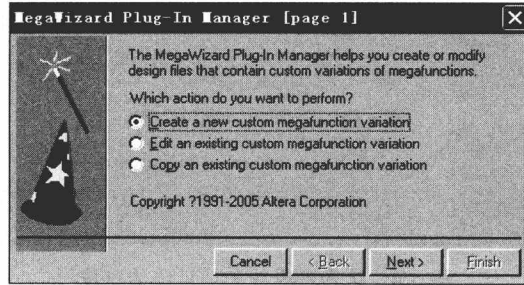 MegaWizard Plug-In Manager [page 1]
The MegaWizard Plug-In Manager helps you create or modify
design files that contain custom variations of megafunctions.
Which action do you want to perform?
Create a new custom megafunction variation
Edit an existing custom megafunction variation
Copy an existing custom megafunction variation
Copyright ?1991-2005 Altera Corporation
Cancel
< Back
Next >
Finish